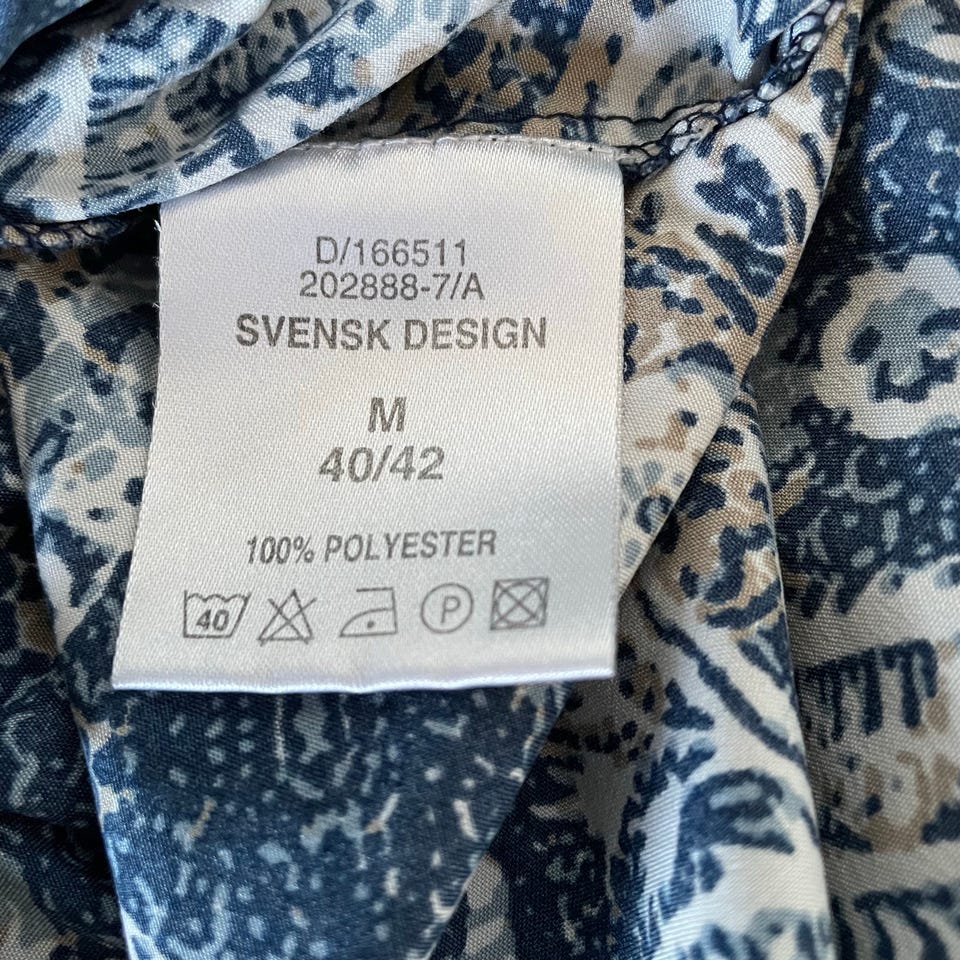 D/166511
202888-7/A
SVENSK DESIGN
M
40/42
100% POLYESTER
40 P